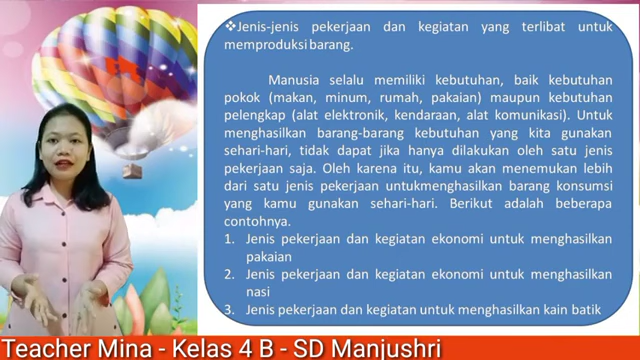 ❖Jenis-jenis pekerjaan dan kegiatan yang terlibat untuk
memproduksi barang.
Manusia selalu memiliki kebutuhan, baik kebutuhan
pokok (makan, minum, rumah, pakaian) maupun kebutuhan
pelengkap (alat elektronik, kendaraan, alat komunikasi). Untuk
menghasilkan barang-barang kebutuhan yang kita gunakan
sehari-hari, tidak dapat jika hanya dilakukan oleh satu jenis
pekerjaan saja. Oleh karena itu, kamu akan menemukan lebih
dari satu jenis pekerjaan untukmenghasilkan barang konsumsi
yang kamu gunakan sehari-hari. Berikut adalah beberapa
contohnya.
1. Jenis pekerjaan dan kegiatan ekonomi untuk menghasilkan
pakaian
2. Jenis pekerjaan dan kegiatan ekonomi untuk menghasilkan
nasi
3. Jenis pekerjaan dan kegiatan untuk menghasilkan kain batik
Teacher Mina - Kelas 4 B - SD Manjushri